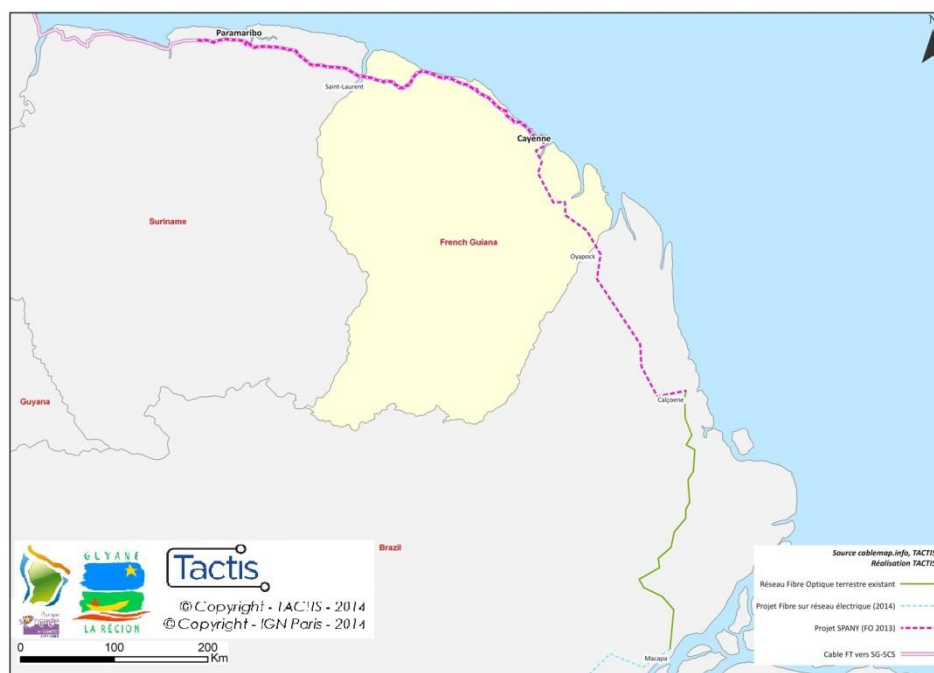 N
Paramaribo
Saint-Laurent
Cayenne
Suriname
French Guiana
Oyapock
Guyana
Calçoene
Brazil
GUYANE
LA RÉGION
Tactis
© Copyright - TACTIS - 2014
© Copyright - IGN Paris - 2014
0 100 200
Km
Macapa
Source cablemap.info, TACTIS
Réalisation TACTIS
Réseau Fibre Optique terrestre existant
Projet Fibre sur réseau électrique (2014)
Projet SPANY (FO 2013)
Cable FT vers SG-SCS